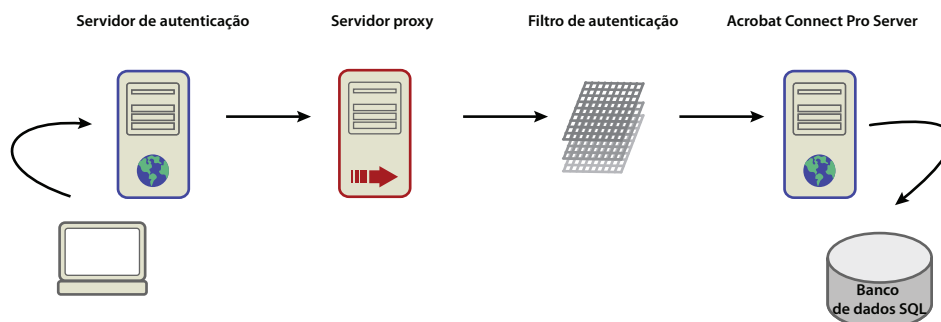 Servidor de autenticação
Servidor proxy
Filtro de autenticação
Acrobat Connect Pro Server
Banco
de dados SQL